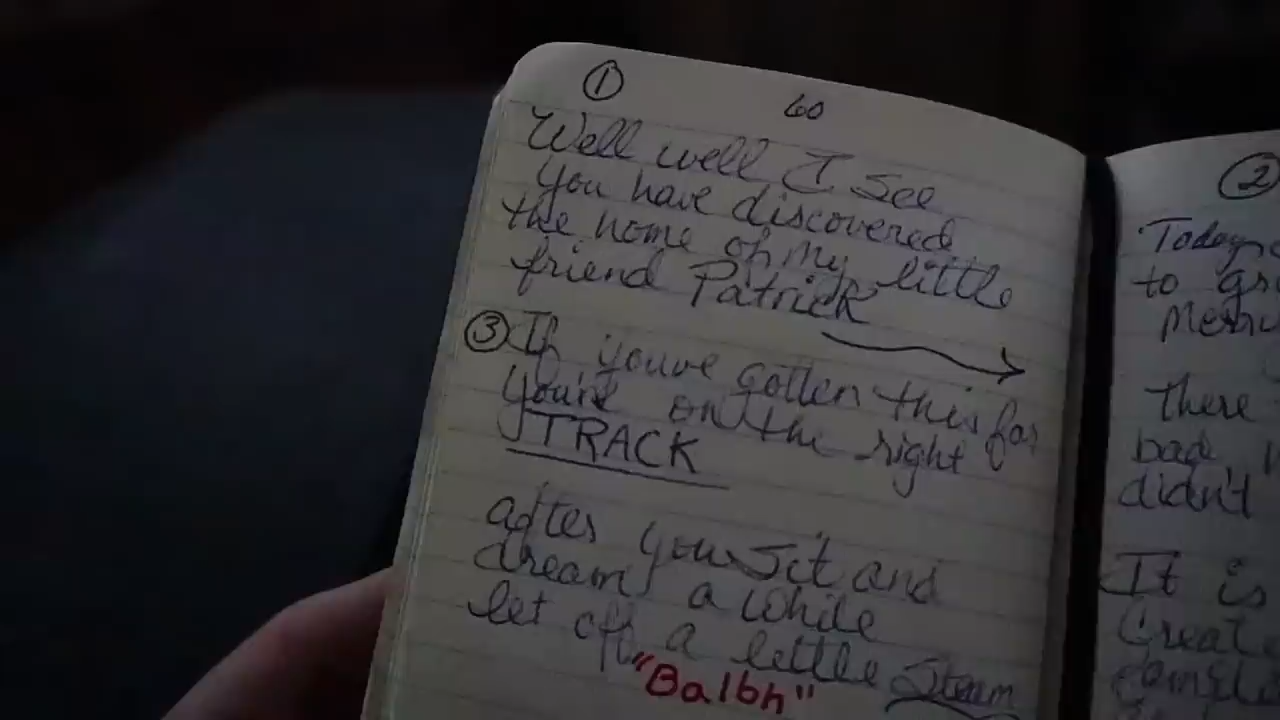 ① 60
Well well I See
you have discovered
the home of my little
friend Patrick
③ If youve gotten this far
you're on the right
TRACK
after you Sit and
dream a while
let off a little Steam
"Balbh"
②
Today
to gr
there
bad
didn't
It is
Create